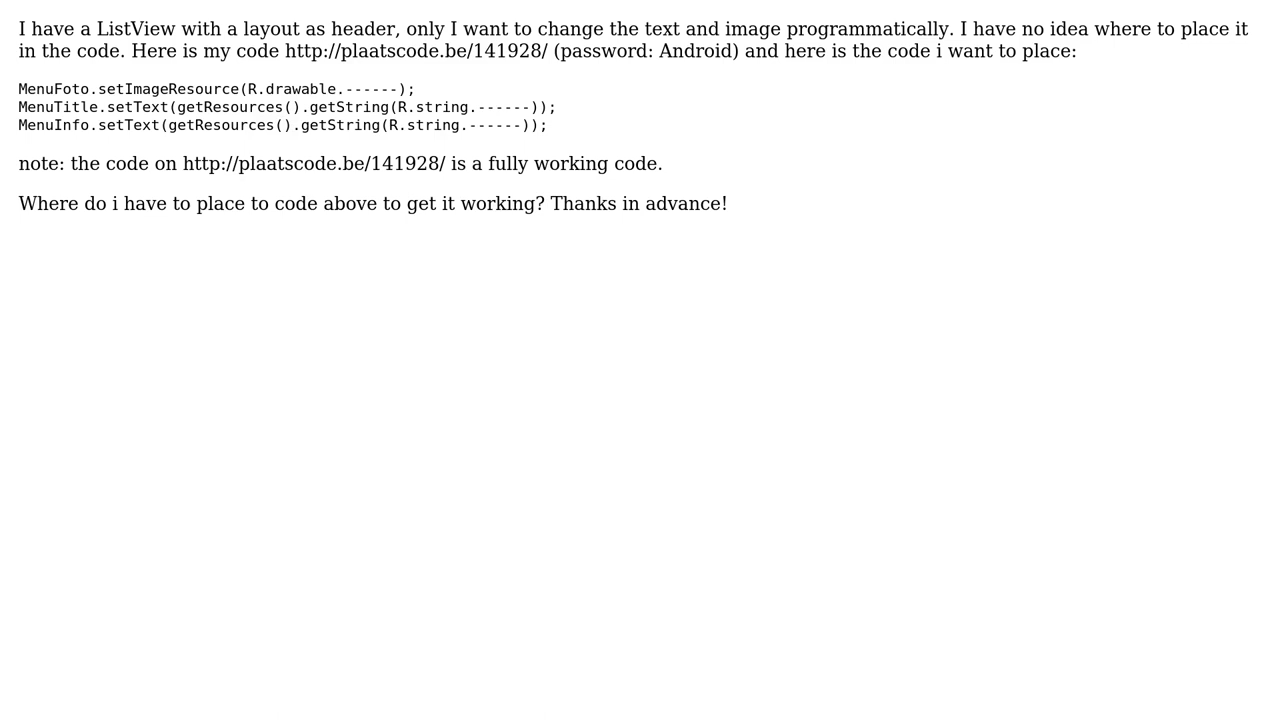 I have a ListView with a layout as header, only I want to change the text and image programmatically. I have no idea where to place it
in the code. Here is my code http://plaatscode.be/141928/ (password: Android) and here is the code i want to place:
MenuFoto.setImageResource(R.drawable.------);
MenuTitle.setText(getResources().getString(R.string.------));
MenuInfo.setText(getResources().getString(R.string.------));
note: the code on http://plaatscode.be/141928/ is a fully working code.
Where do i have to place to code above to get it working? Thanks in advance!